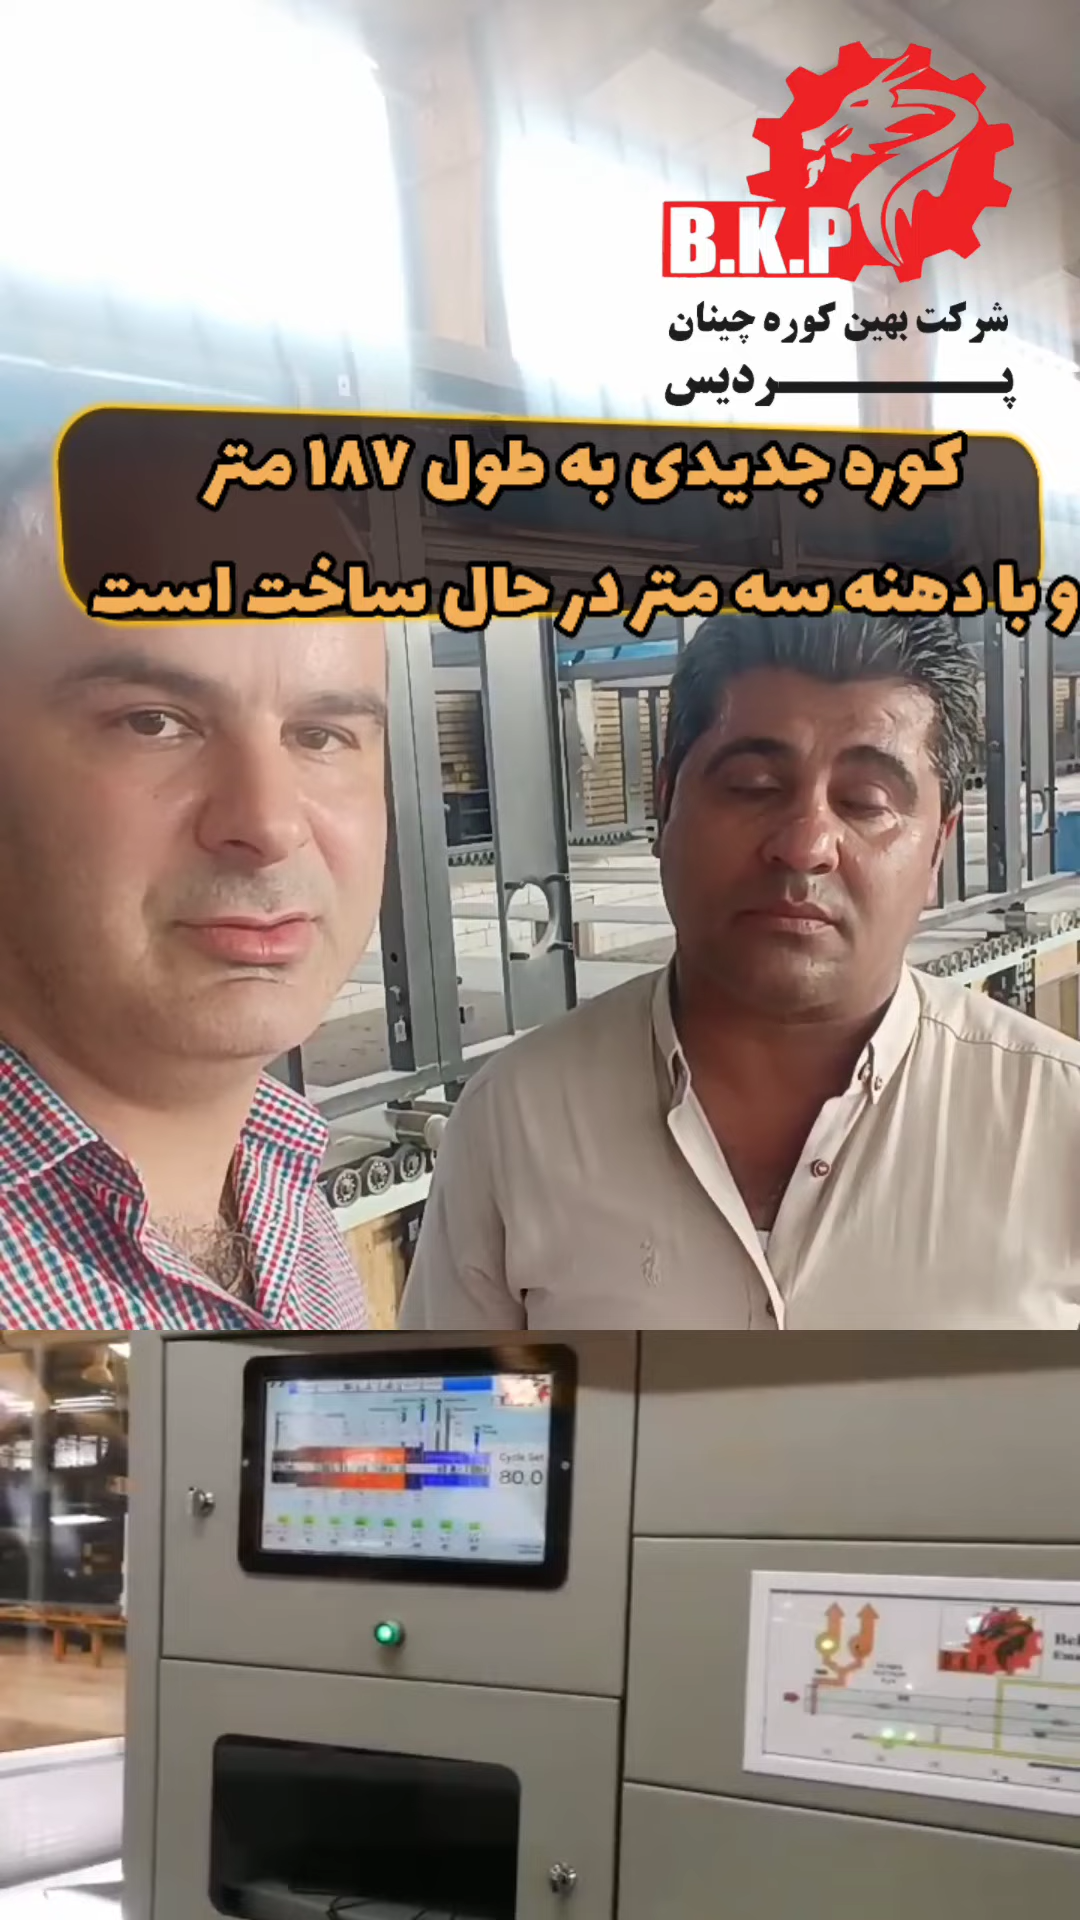 B.K.P
شرکت بهین کوره چینان
پردیس
کوره جدیدی به طول ۱۸۷ متر
و با دهنه سه متر در حال ساخت است
Cycle Set
80.0